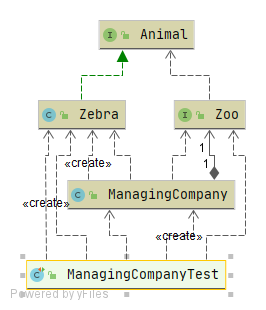 I Animal
C Zebra
I Zoo
1
«create»
1
C ManagingCompany
«create»
«create»
C ManagingCompanyTest
Powered by yFiles